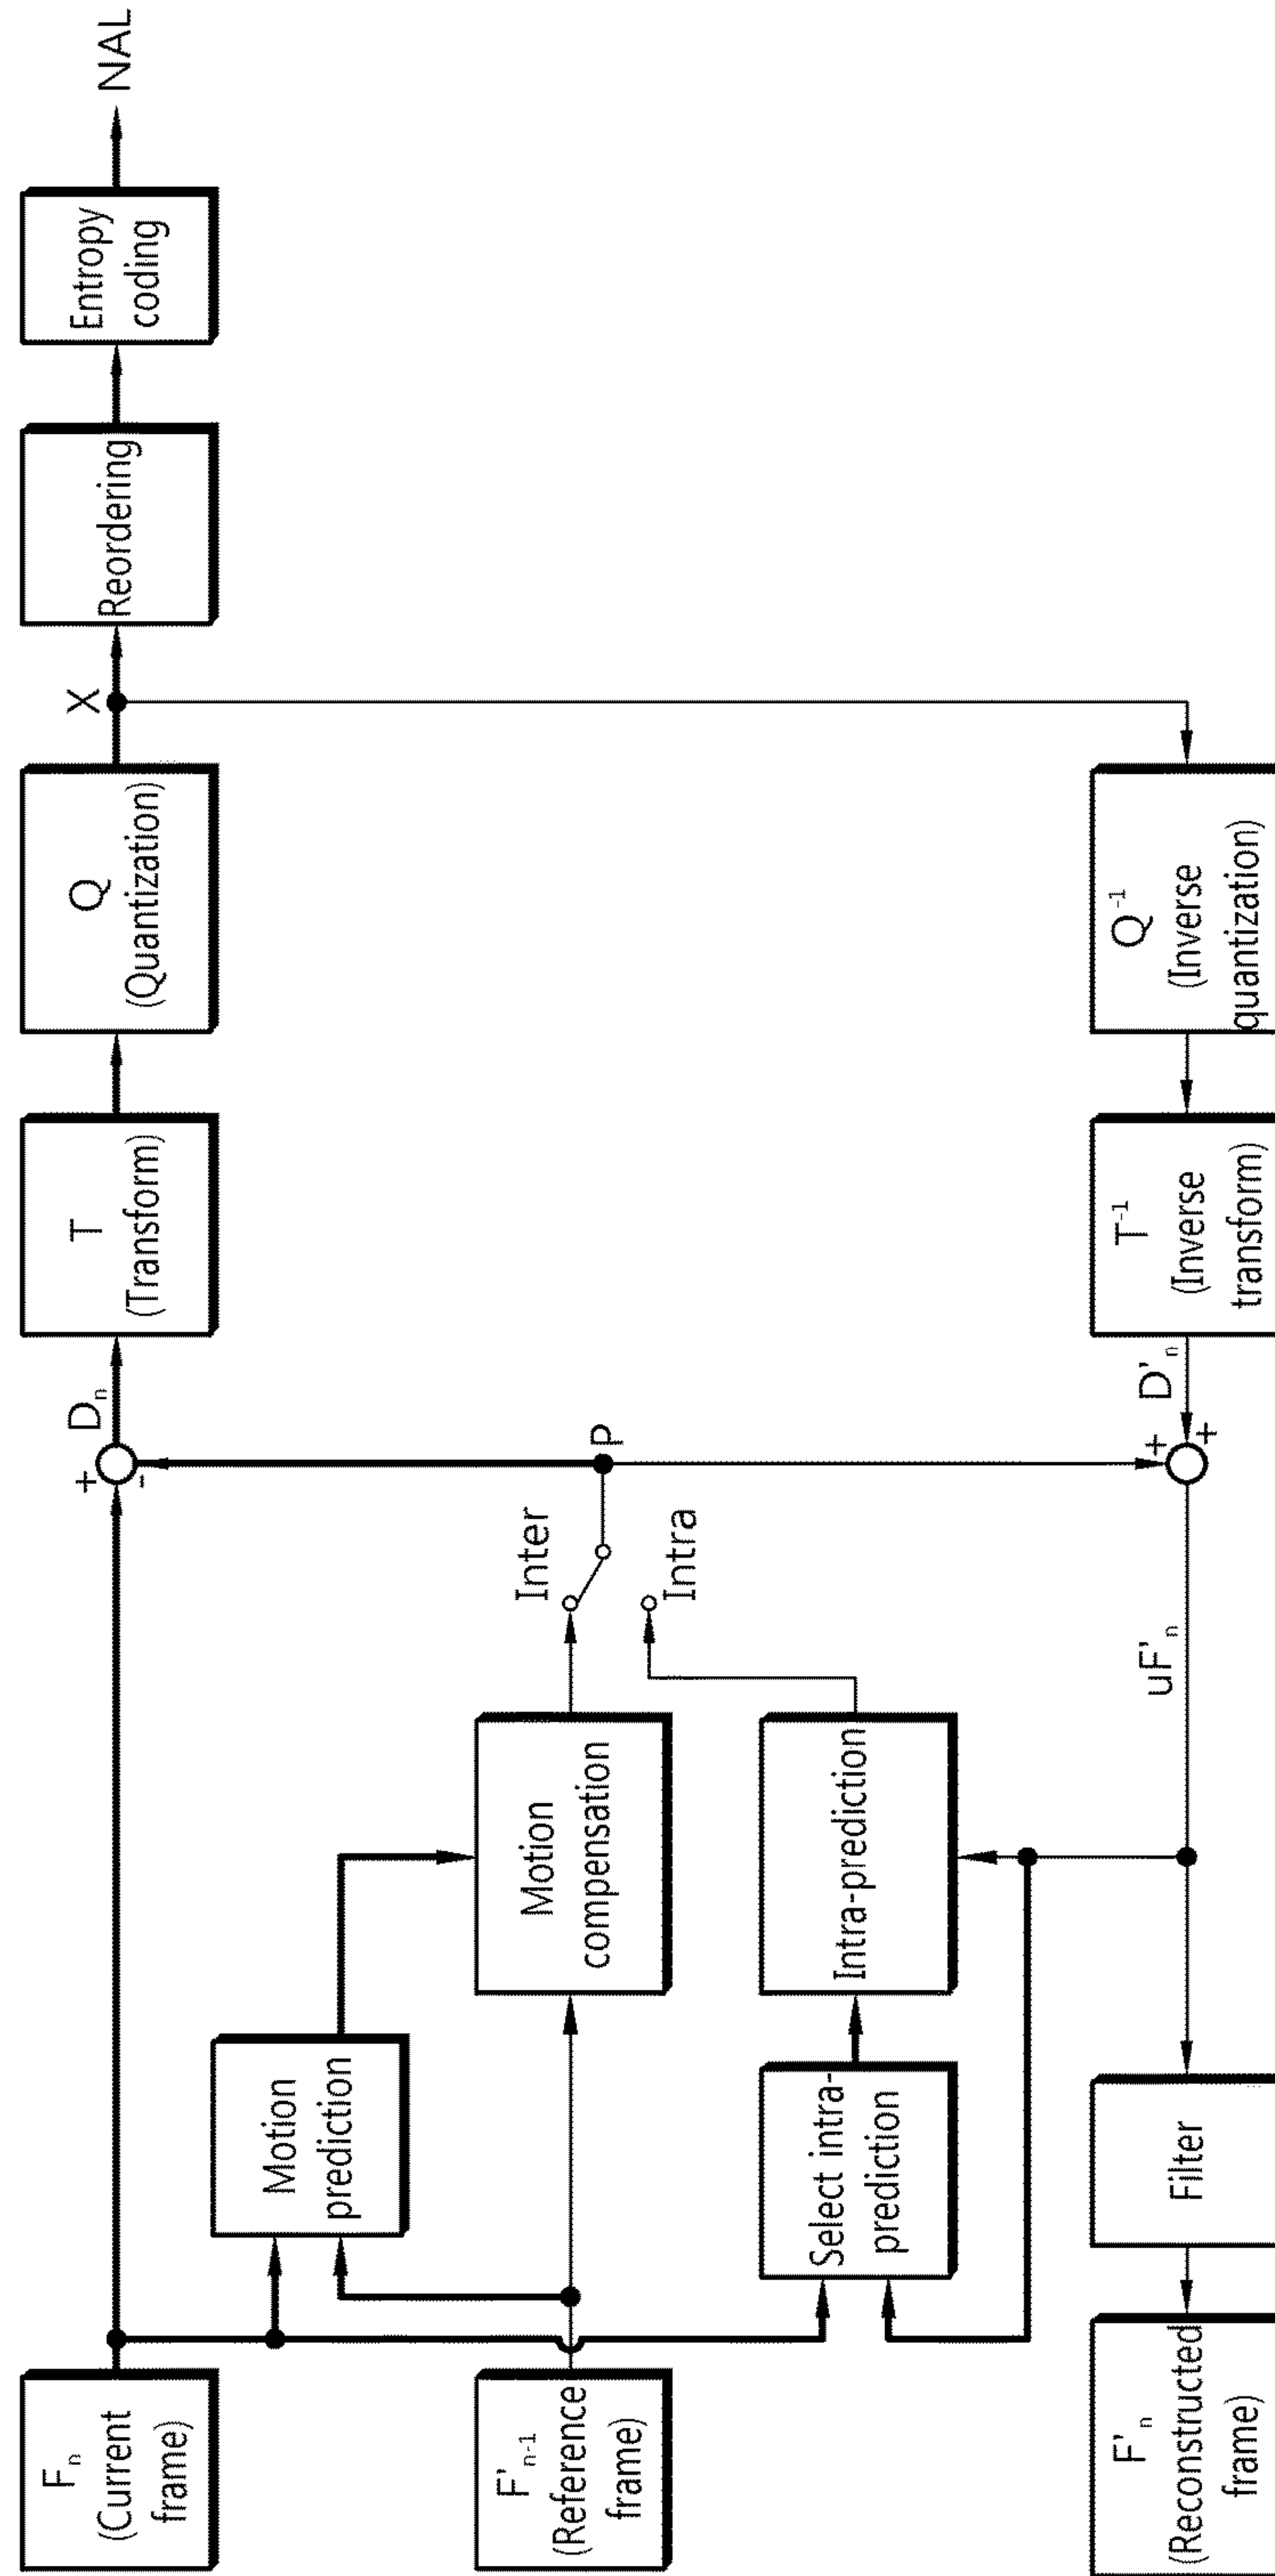 F n
(Current
frame)
+
-
D n
T
(Transform)
Q
(Quantization)
X
Reordering
Entropy
coding
NAL
Motion
prediction
F' n-1
(Reference
frame)
Motion
compensation
Inter
P
Intra
Select intra-
prediction
Intra-prediction
F' n
(Reconstructed
frame)
Filter
uF' n
+
+
D' n
T -1
(Inverse
transform)
Q -1
(Inverse
quantization)